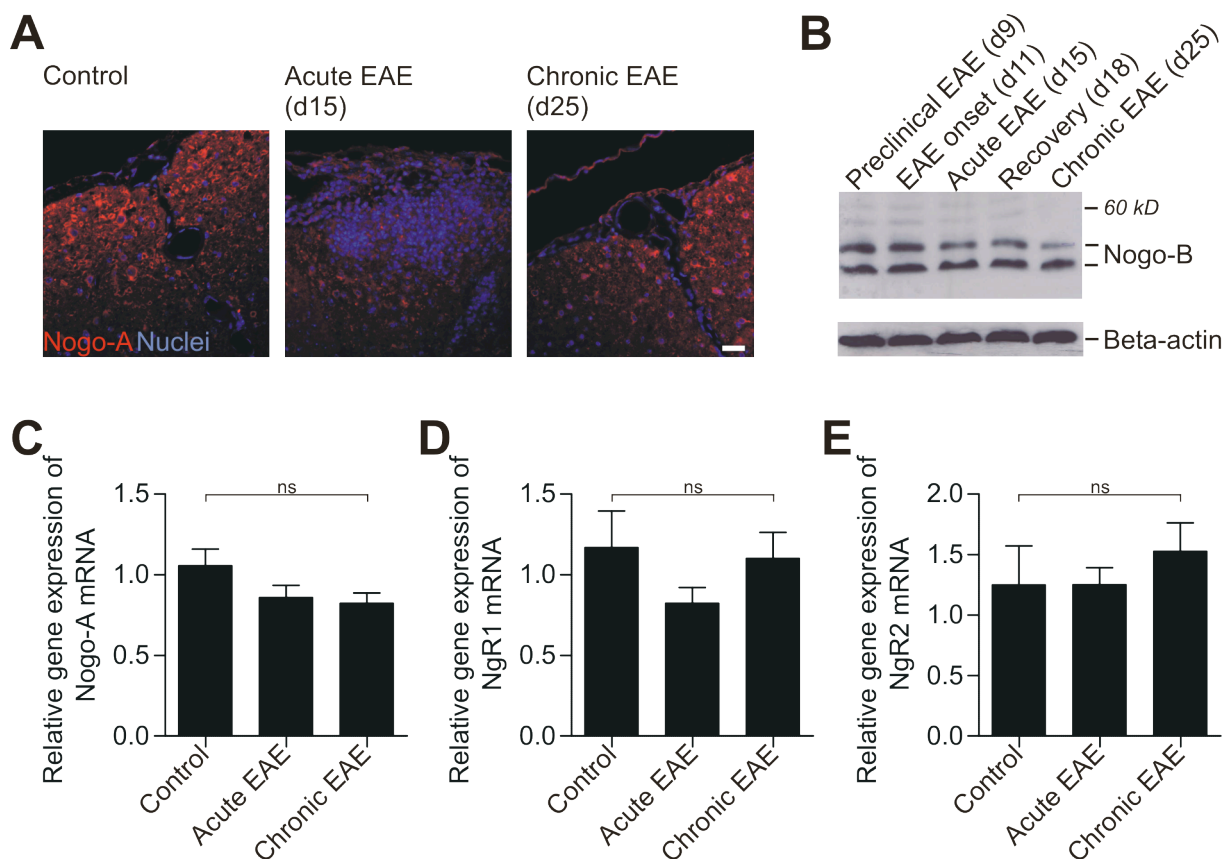 A
Control
Acute EAE
(d15)
Chronic EAE
(d25)
Nogo-A Nuclei
B
Preclinical EAE (d9)
EAE onset (d11)
Acute EAE (d15)
Recovery (d18)
Chronic EAE (d25)
60 kD
Nogo-B
Beta-actin
C
Relative gene expression of
Nogo-A mRNA
1.5
1.0
0.5
0.0
ns
Control
Acute EAE
Chronic EAE
D
Relative gene expression of
NgR1 mRNA
1.5
1.0
0.5
0.0
ns
Control
Acute EAE
Chronic EAE
E
Relative gene expression of
NgR2 mRNA
2.0
1.5
1.0
0.5
0.0
ns
Control
Acute EAE
Chronic EAE